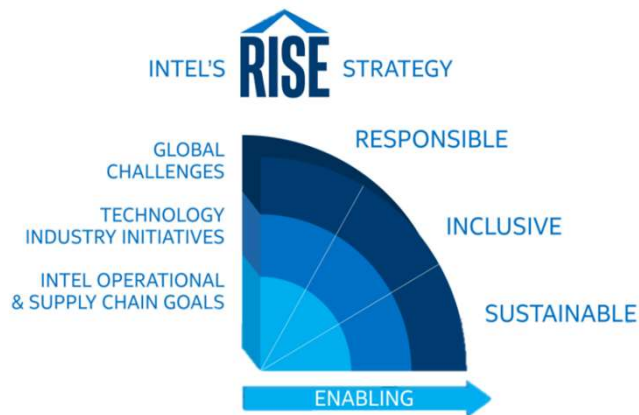 INTEL'S RISE STRATEGY
RESPONSIBLE
GLOBAL
CHALLENGES
TECHNOLOGY
INDUSTRY INITIATIVES
INCLUSIVE
INTEL OPERATIONAL
& SUPPLY CHAIN GOALS
SUSTAINABLE
ENABLING